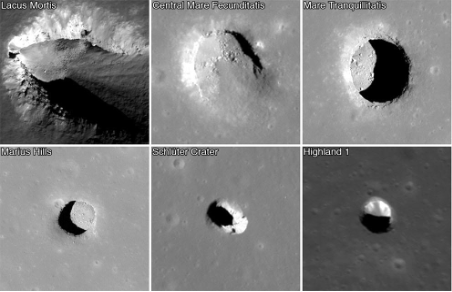 Lacus Mortis
Central Mare Fecunditatis
Mare Tranquillitatis
Marius Hills
Schlüter Crater
Highland 1